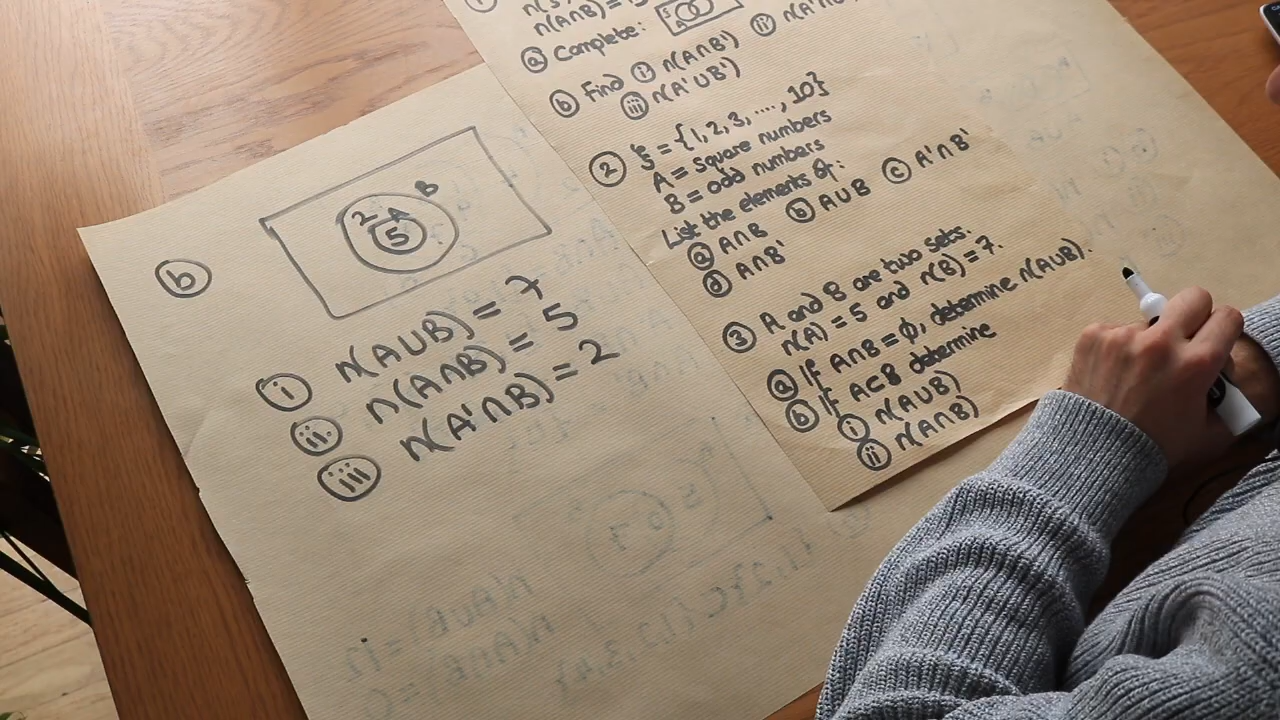 b
2
A
5
B
i n(A∪B) = 7
ii. n(A∩B) = 5
iii n(A'∩B) = 2
n(A∩B)=
a Complete:
A
b Find i n(A∩B') iv
iii n(A'∪B')
2 ξ = {1,2,3,...., 10}
A = square numbers
B = odd numbers
List the elements of:
a A∩B b A∪B c A'∩B'
d A∩B'
3 A and B are two sets.
n(A) = 5 and n(B) = 7.
a If A∩B = ϕ, determine n(A∪B).
b If A⊂B determine
i n(A∪B)
ii n(A∩B)